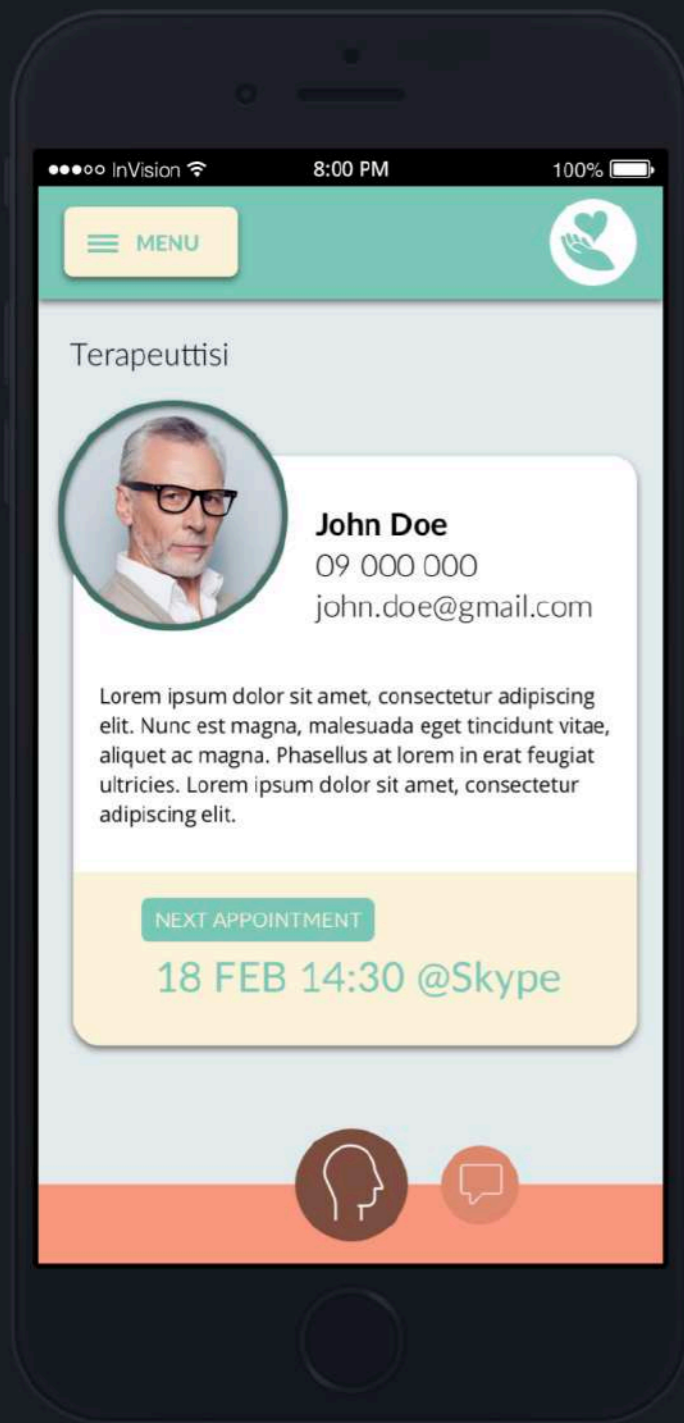 InVision 8:00 PM 100%
MENU
Terapeuttisi
John Doe
09 000 000
john.doe@gmail.com
Lorem ipsum dolor sit amet, consectetur adipiscing
elit. Nunc est magna, malesuada eget tincidunt vitae,
aliquet ac magna. Phasellus at lorem in erat feugiat
ultricies. Lorem ipsum dolor sit amet, consectetur
adipiscing elit.
NEXT APPOINTMENT
18 FEB 14:30 @Skype